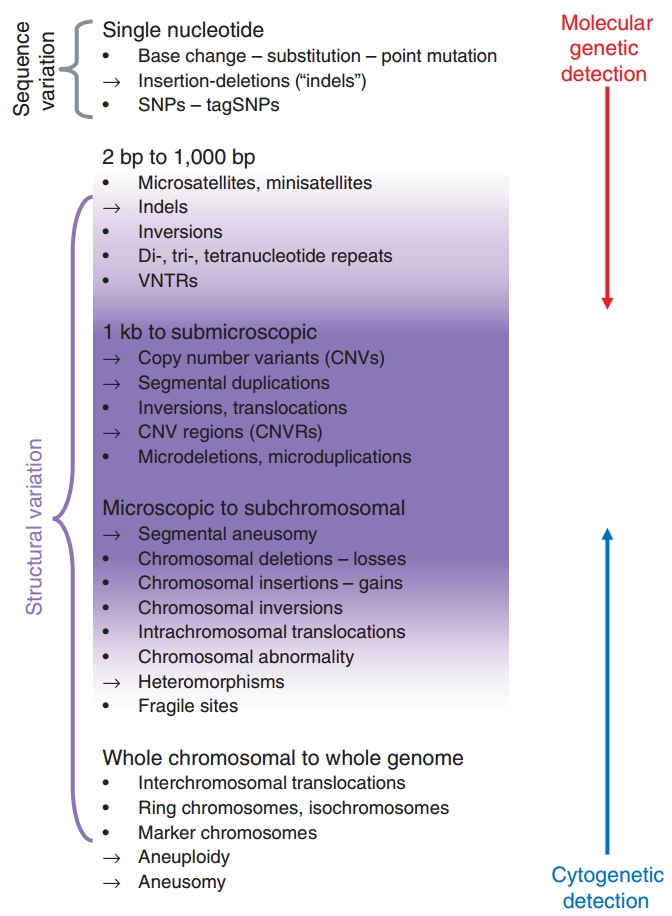 Sequence
variation
Single nucleotide
• Base change – substitution – point mutation
→ Insertion-deletions (“indels”)
• SNPs – tagSNPs
Molecular
genetic
detection
2 bp to 1,000 bp
• Microsatellites, minisatellites
→ Indels
• Inversions
• Di-, tri-, tetranucleotide repeats
• VNTRs
Structural variation
1 kb to submicroscopic
→ Copy number variants (CNVs)
→ Segmental duplications
• Inversions, translocations
→ CNV regions (CNVRs)
• Microdeletions, microduplications
Microscopic to subchromosomal
→ Segmental aneusomy
• Chromosomal deletions – losses
• Chromosomal insertions – gains
• Chromosomal inversions
• Intrachromosomal translocations
• Chromosomal abnormality
→ Heteromorphisms
• Fragile sites
Whole chromosomal to whole genome
• Interchromosomal translocations
• Ring chromosomes, isochromosomes
• Marker chromosomes
→ Aneuploidy
→ Aneusomy
Cytogenetic
detection